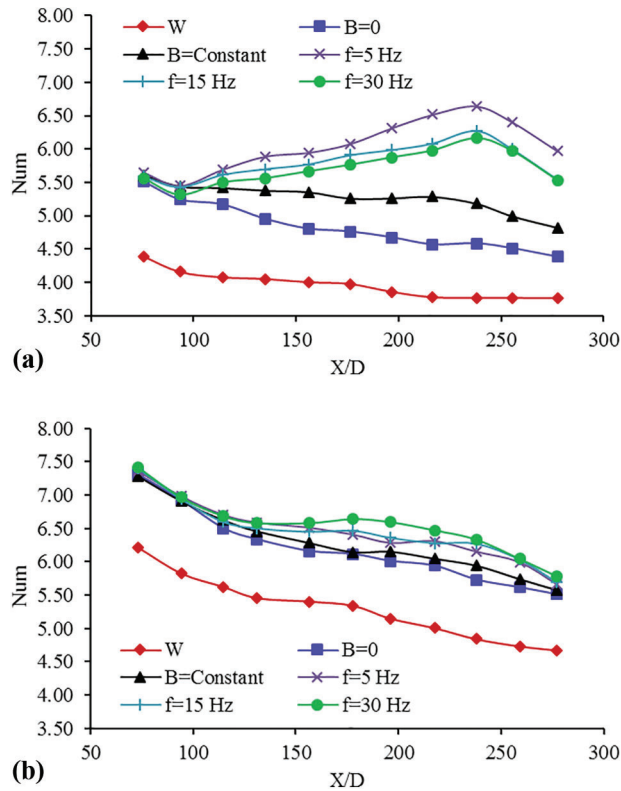 8.00
7.50
7.00
6.50
6.00
5.50
5.00
4.50
4.00
3.50
Num
W
B=0
B=Constant
f=5 Hz
f=15 Hz
f=30 Hz
50
100
150
200
250
300
X/D
(a)
8.00
7.50
7.00
6.50
6.00
5.50
5.00
4.50
4.00
3.50
Num
W
B=0
B=Constant
f=5 Hz
f=15 Hz
f=30 Hz
50
100
150
200
250
300
X/D
(b)